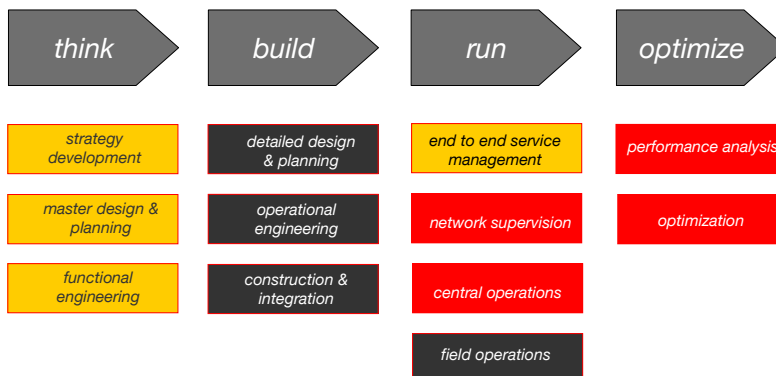 think
build
run
optimize
strategy
development
detailed design
& planning
end to end service
management
performance analysis
master design &
planning
operational
engineering
network supervision
optimization
functional
engineering
construction &
integration
central operations
field operations